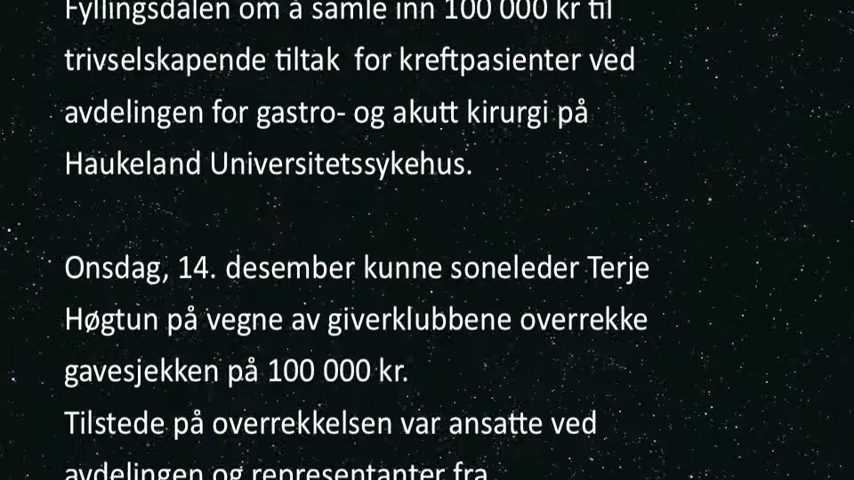 Fyllingsdalen om å samle inn 100 000 kr til
trivselskapende tiltak  for kreftpasienter ved
avdelingen for gastro- og akutt kirurgi på
Haukeland Universitetssykehus.
Onsdag, 14. desember kunne soneleder Terje
Høgtun på vegne av giverklubbene overrekke
gavesjekken på 100 000 kr.
Tilstede på overrekkelsen var ansatte ved
avdelingen og representanter fra